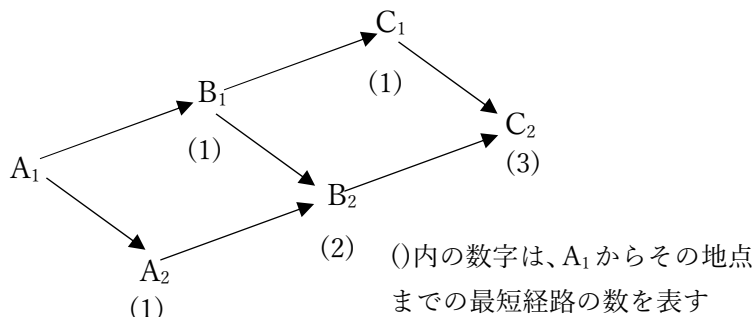 C₁
(1)
B₁
(1)
C₂
(3)
A₁
B₂
(2)
A₂
(1)
()内の数字は、A₁からその地点
までの最短経路の数を表す